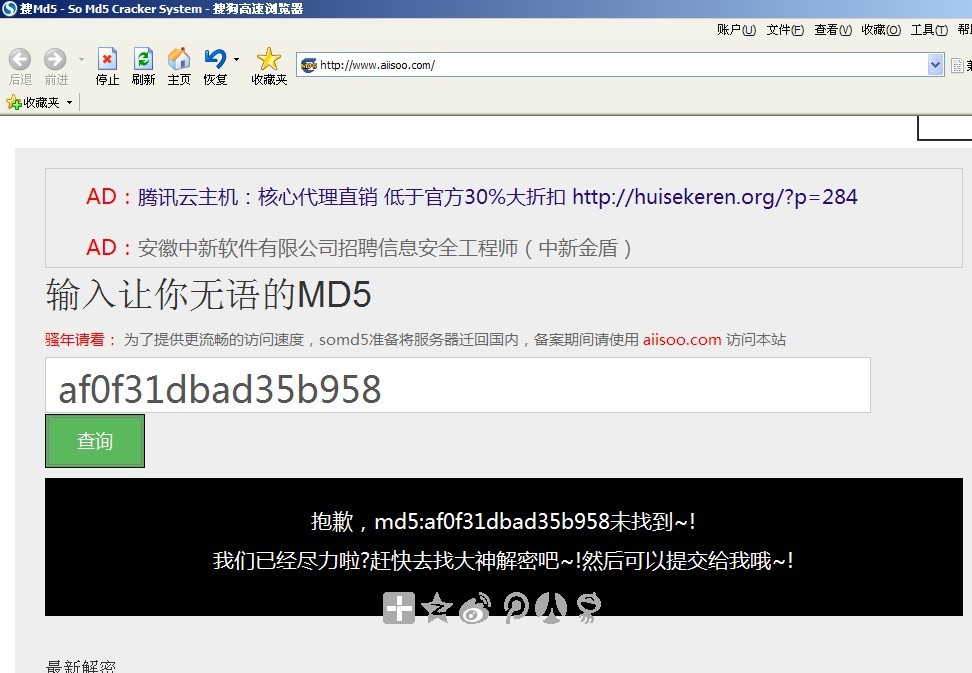 搜Md5 - So Md5 Cracker System - 搜狗高速浏览器
账户(U) 文件(F) 查看(V) 收藏(O) 工具(T) 帮
后退 前进 停止 刷新 主页 恢复 收藏夹 http://www.aiisoo.com/
收藏夹
AD：腾讯云主机：核心代理直销 低于官方30%大折扣 http://huisekeren.org/?p=284
AD：安徽中新软件有限公司招聘信息安全工程师（中新金盾）
输入让你无语的MD5
骚年请看： 为了提供更流畅的访问速度，somd5准备将服务器迁回国内，备案期间请使用 aiisoo.com 访问本站
af0f31dbad35b958
查询
抱歉，md5:af0f31dbad35b958未找到~!
我们已经尽力啦?赶快去找大神解密吧~!然后可以提交给我哦~!
最新解密